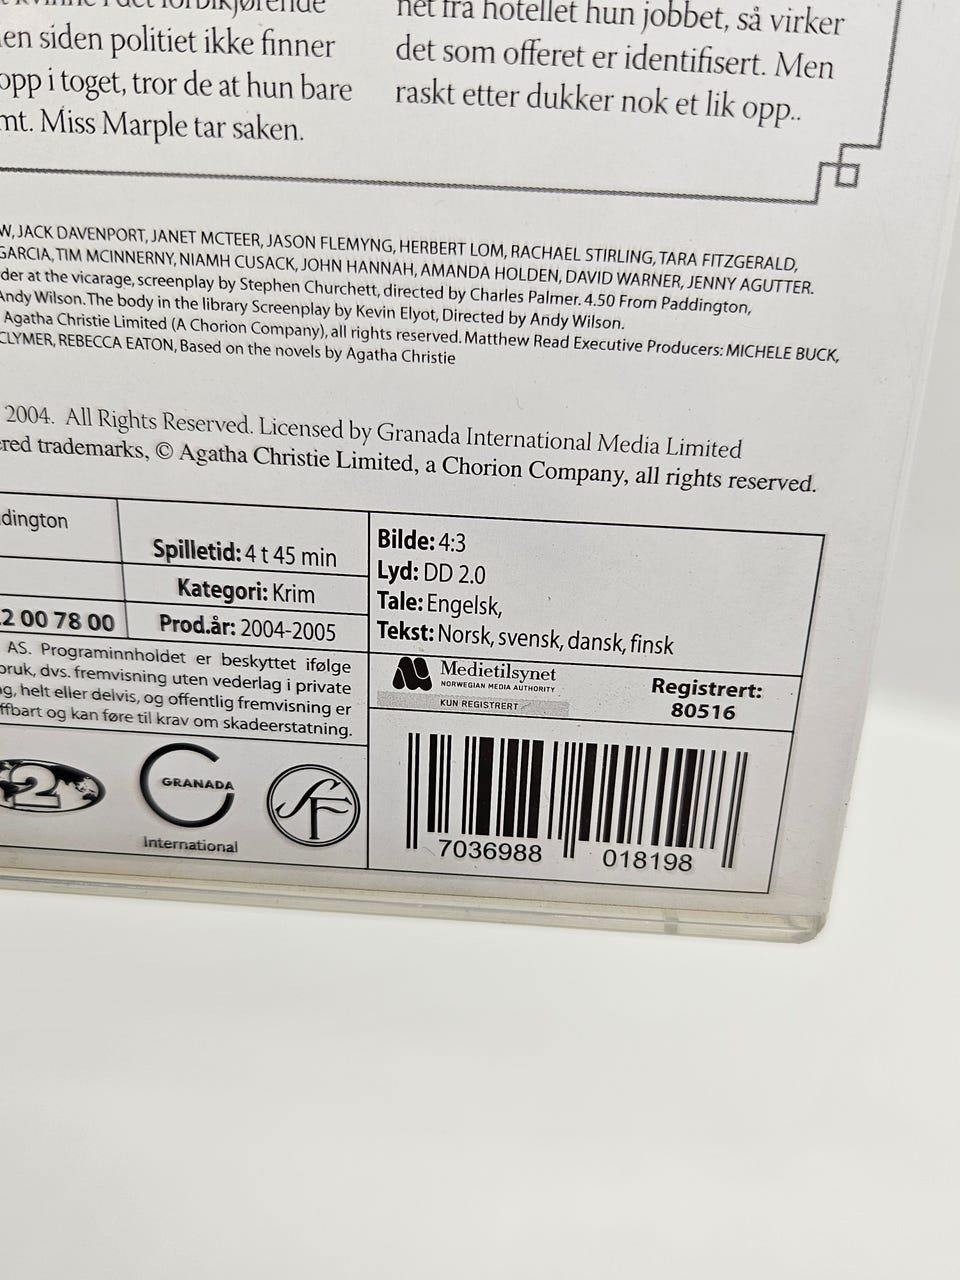 en siden politiet ikke finner
opp i toget, tror de at hun bare
mt. Miss Marple tar saken.
net fra hotellet hun jobbet, så virker
det som offeret er identifisert. Men
raskt etter dukker nok et lik opp..
W, JACK DAVENPORT, JANET MCTEER, JASON FLEMYNG, HERBERT LOM, RACHAEL STIRLING, TARA FITZGERALD,
GARCIA, TIM MCINNERNY, NIAMH CUSACK, JOHN HANNAH, AMANDA HOLDEN, DAVID WARNER, JENNY AGUTTER.
der at the vicarage, screenplay by Stephen Churchett, directed by Charles Palmer. 4.50 From Paddington,
Andy Wilson. The body in the library Screenplay by Kevin Elyot, Directed by Andy Wilson.
Agatha Christie Limited (A Chorion Company), all rights reserved. Matthew Read Executive Producers: MICHELE BUCK,
CLYMER, REBECCA EATON, Based on the novels by Agatha Christie
2004. All Rights Reserved. Licensed by Granada International Media Limited
red trademarks, © Agatha Christie Limited, a Chorion Company, all rights reserved.
dington
Spilletid: 4 t 45 min
Kategori: Krim
2 00 78 00
Prod.år: 2004-2005
Bilde: 4:3
Lyd: DD 2.0
Tale: Engelsk,
Tekst: Norsk, svensk, dansk, finsk
AS. Programinnholdet er beskyttet ifølge
bruk, dvs. fremvisning uten vederlag i private
g, helt eller delvis, og offentlig fremvisning er
ffbart og kan føre til krav om skadeerstatning.
Medietilsynet
NORWEGIAN MEDIA AUTHORITY
KUN REGISTRERT
Registrert:
80516
2
GRANADA
International
SF
7036988 018198